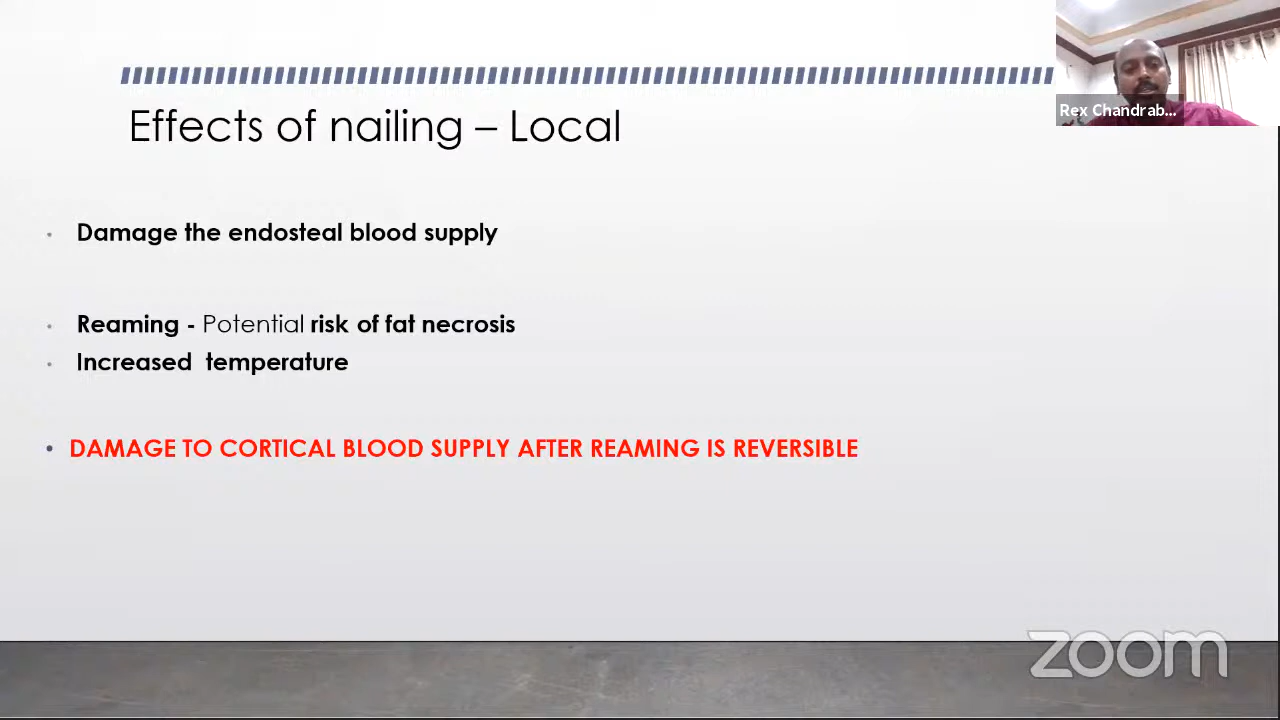 Rex Chandrab...
Effects of nailing – Local
• Damage the endosteal blood supply
• Reaming - Potential risk of fat necrosis
• Increased temperature
• DAMAGE TO CORTICAL BLOOD SUPPLY AFTER REAMING IS REVERSIBLE
zoom